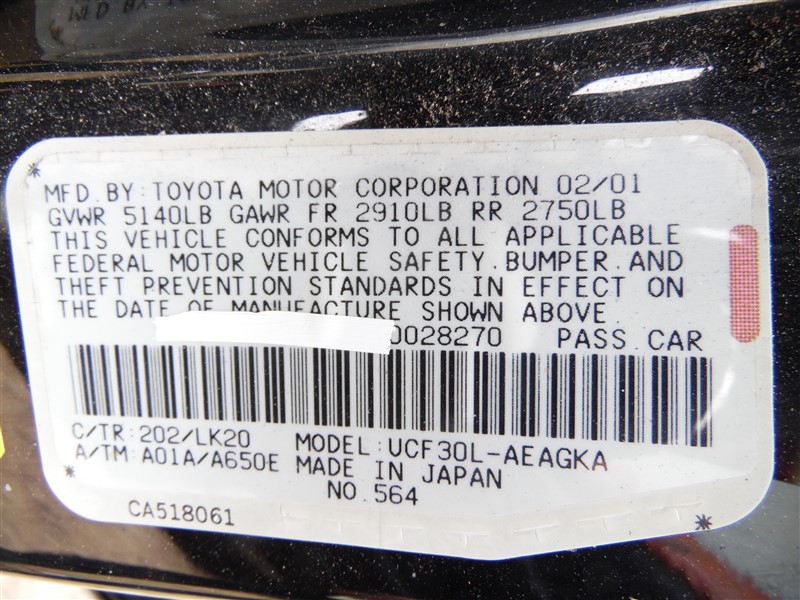 MFD.BY:TOYOTA MOTOR CORPORATION 02/01
GVWR 5140LB GAWR FR 2910LB RR 2750LB
THIS VEHICLE CONFORMS TO ALL APPLICABLE
FEDERAL MOTOR VEHICLE SAFETY,BUMPER,AND
THEFT PREVENTION STANDARDS IN EFFECT ON
THE DATE OF MANUFACTURE SHOWN ABOVE.
0028270 PASS.CAR
C/TR:202/LK20 MODEL:UCF30L-AEAGKA
A/TM:A01A/A650E MADE IN JAPAN
NO.564
CA518061